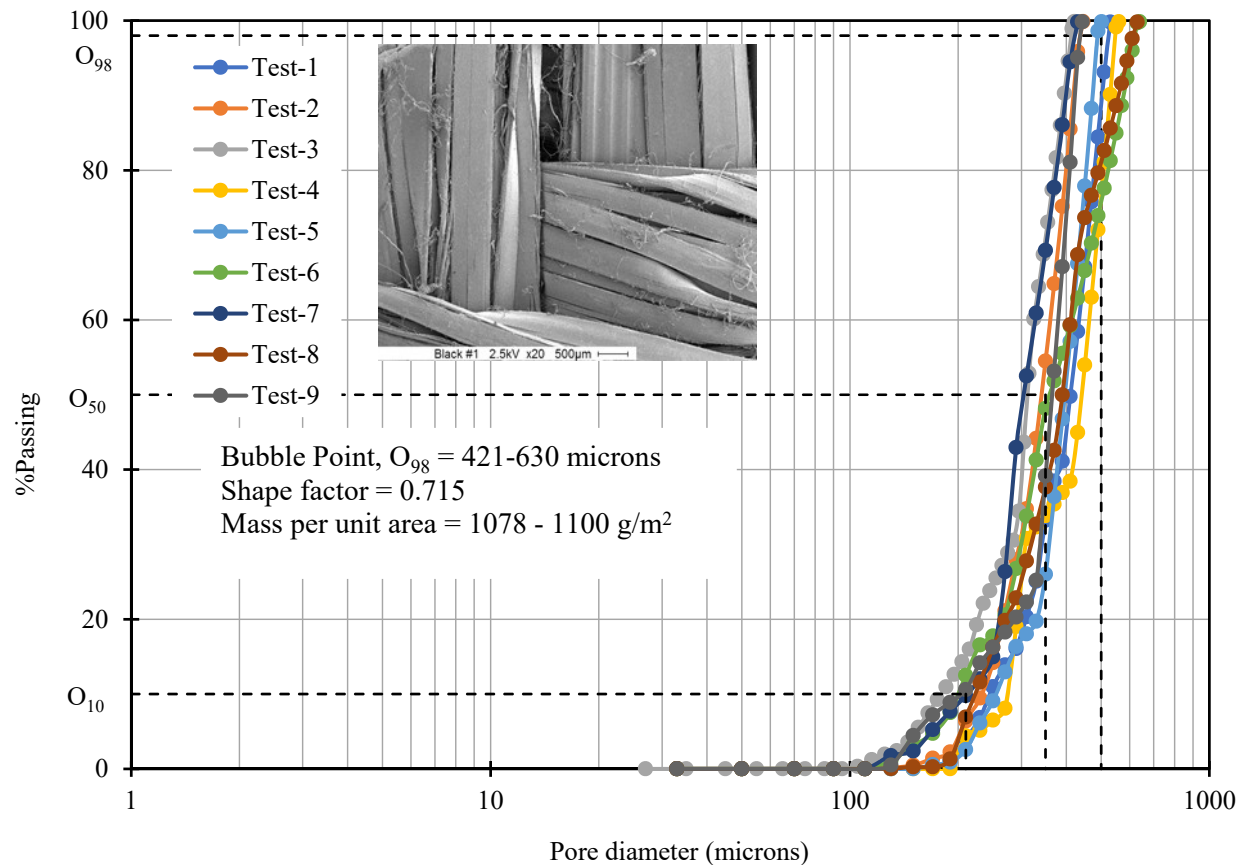 100
O98
80
60
O50
40
20
O10
0
%Passing
Test-1
Test-2
Test-3
Test-4
Test-5
Test-6
Test-7
Test-8
Test-9
Black #1 2.5kV x20 500µm
Bubble Point, O98 = 421-630 microns
Shape factor = 0.715
Mass per unit area = 1078 - 1100 g/m2
1 10 100 1000
Pore diameter (microns)